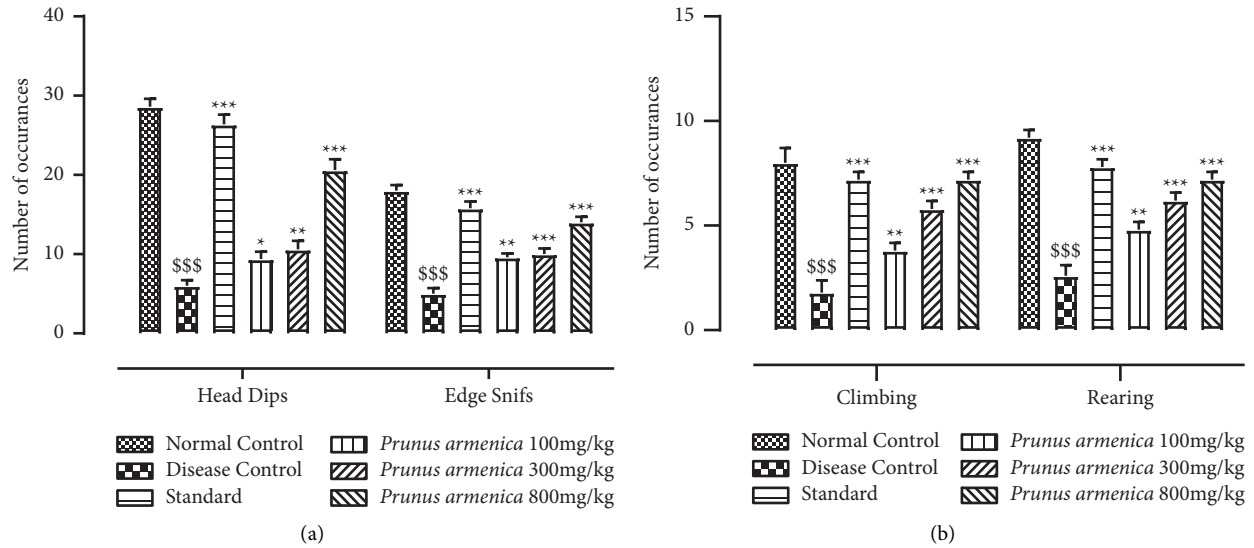 40
30
20
10
0
Number of occurances
***
***
*
**
$$$
***
***
**
***
$$$
Head Dips
Edge Snifs
Normal Control
Disease Control
Standard
Prunus armenica 100mg/kg
Prunus armenica 300mg/kg
Prunus armenica 800mg/kg
(a)
15
10
5
0
Number of occurances
$$$
***
**
***
***
$$$
***
**
***
***
Climbing
Rearing
Normal Control
Disease Control
Standard
Prunus armenica 100mg/kg
Prunus armenica 300mg/kg
Prunus armenica 800mg/kg
(b)